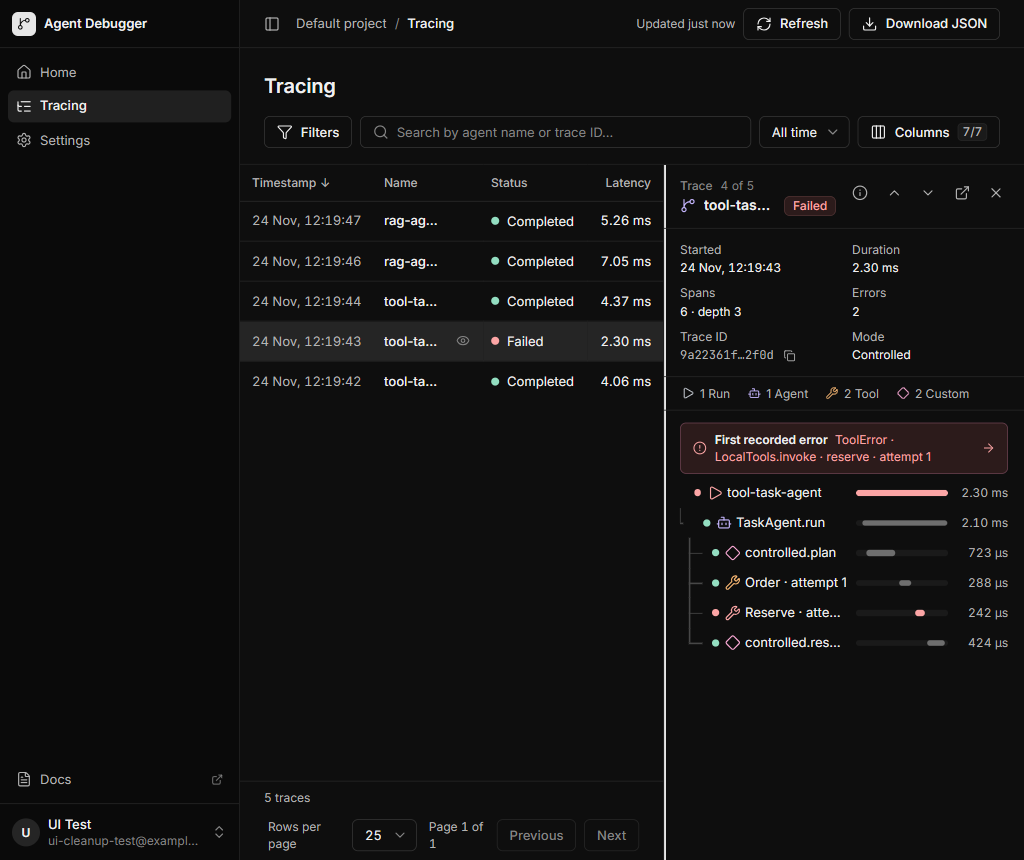 Agent Debugger
Home
Tracing
Settings
Docs
U
UI Test
ui-cleanup-test@exampl...
Default project / Tracing
Updated just now
Refresh
Download JSON
Tracing
Filters
Search by agent name or trace ID...
All time
Columns 7/7
Timestamp Name Status Latency
24 Nov, 12:19:47 rag-ag... Completed 5.26 ms
24 Nov, 12:19:46 rag-ag... Completed 7.05 ms
24 Nov, 12:19:44 tool-ta... Completed 4.37 ms
24 Nov, 12:19:43 tool-ta... Failed 2.30 ms
24 Nov, 12:19:42 tool-ta... Completed 4.06 ms
5 traces
Rows per
page
25
Page 1 of
1
Previous
Next
Trace 4 of 5
tool-tas... Failed
Started Duration
24 Nov, 12:19:43 2.30 ms
Spans Errors
6 · depth 3 2
Trace ID Mode
9a22361f…2f0d Controlled
1 Run 1 Agent 2 Tool 2 Custom
First recorded error ToolError ·
LocalTools.invoke · reserve · attempt 1
tool-task-agent 2.30 ms
TaskAgent.run 2.10 ms
controlled.plan 723 µs
Order · attempt 1 288 µs
Reserve · atte... 242 µs
controlled.res... 424 µs